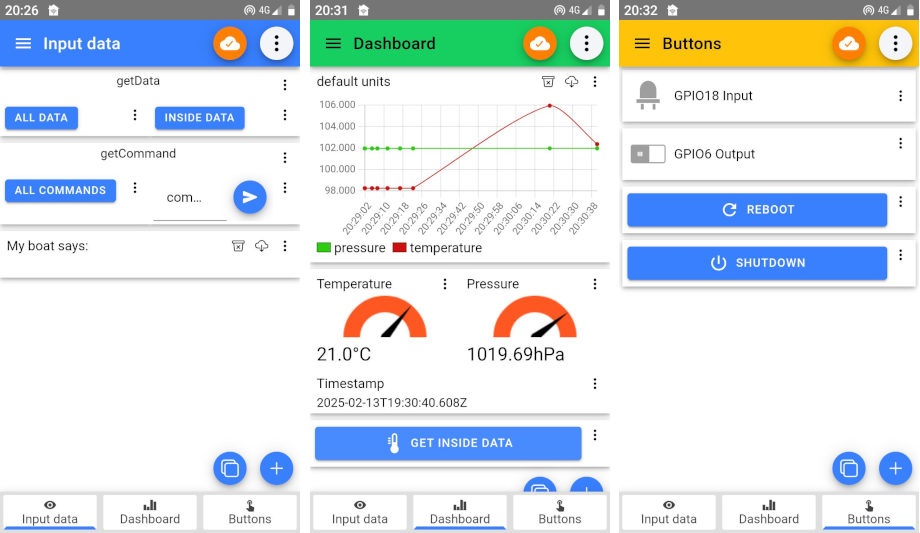 20:26
4G
Input data
getData
ALL DATA
INSIDE DATA
getCommand
ALL COMMANDS
com...
My boat says:
Input data
Dashboard
Buttons
20:31
4G
Dashboard
default units
106.000
104.000
102.000
100.000
98.000
20:29:02
20:29:10
20:29:18
20:29:26
20:29:34
20:29:42
20:29:50
20:29:58
20:30:06
20:30:14
20:30:22
20:30:30
20:30:38
pressure temperature
Temperature Pressure
21.0°C 1019.69hPa
Timestamp
2025-02-13T19:30:40.608Z
GET INSIDE DATA
Input data
Dashboard
Buttons
20:32
4G
Buttons
GPIO18 Input
GPIO6 Output
REBOOT
SHUTDOWN
Input data
Dashboard
Buttons